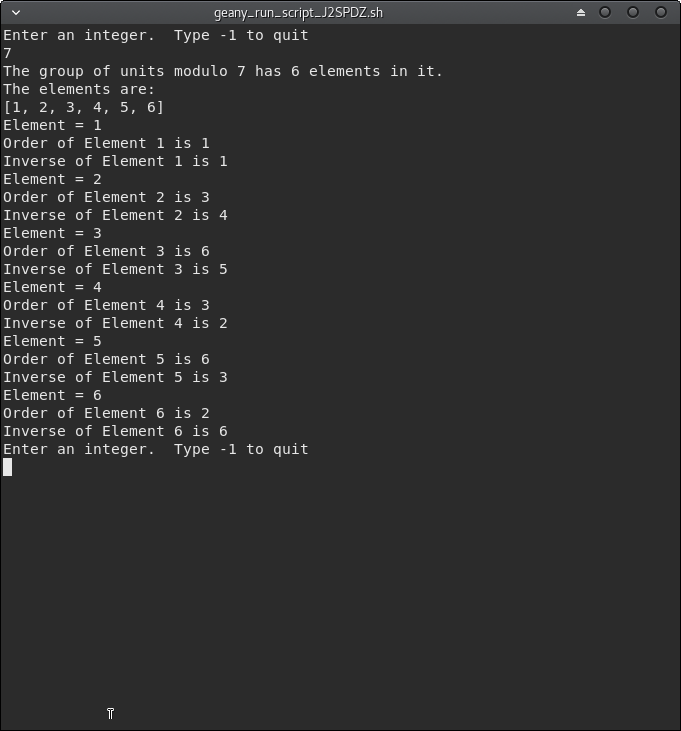 geany_run_script_J2SPDZ.sh
Enter an integer.  Type -1 to quit
7
The group of units modulo 7 has 6 elements in it.
The elements are:
[1, 2, 3, 4, 5, 6]
Element = 1
Order of Element 1 is 1
Inverse of Element 1 is 1
Element = 2
Order of Element 2 is 3
Inverse of Element 2 is 4
Element = 3
Order of Element 3 is 6
Inverse of Element 3 is 5
Element = 4
Order of Element 4 is 3
Inverse of Element 4 is 2
Element = 5
Order of Element 5 is 6
Inverse of Element 5 is 3
Element = 6
Order of Element 6 is 2
Inverse of Element 6 is 6
Enter an integer.  Type -1 to quit